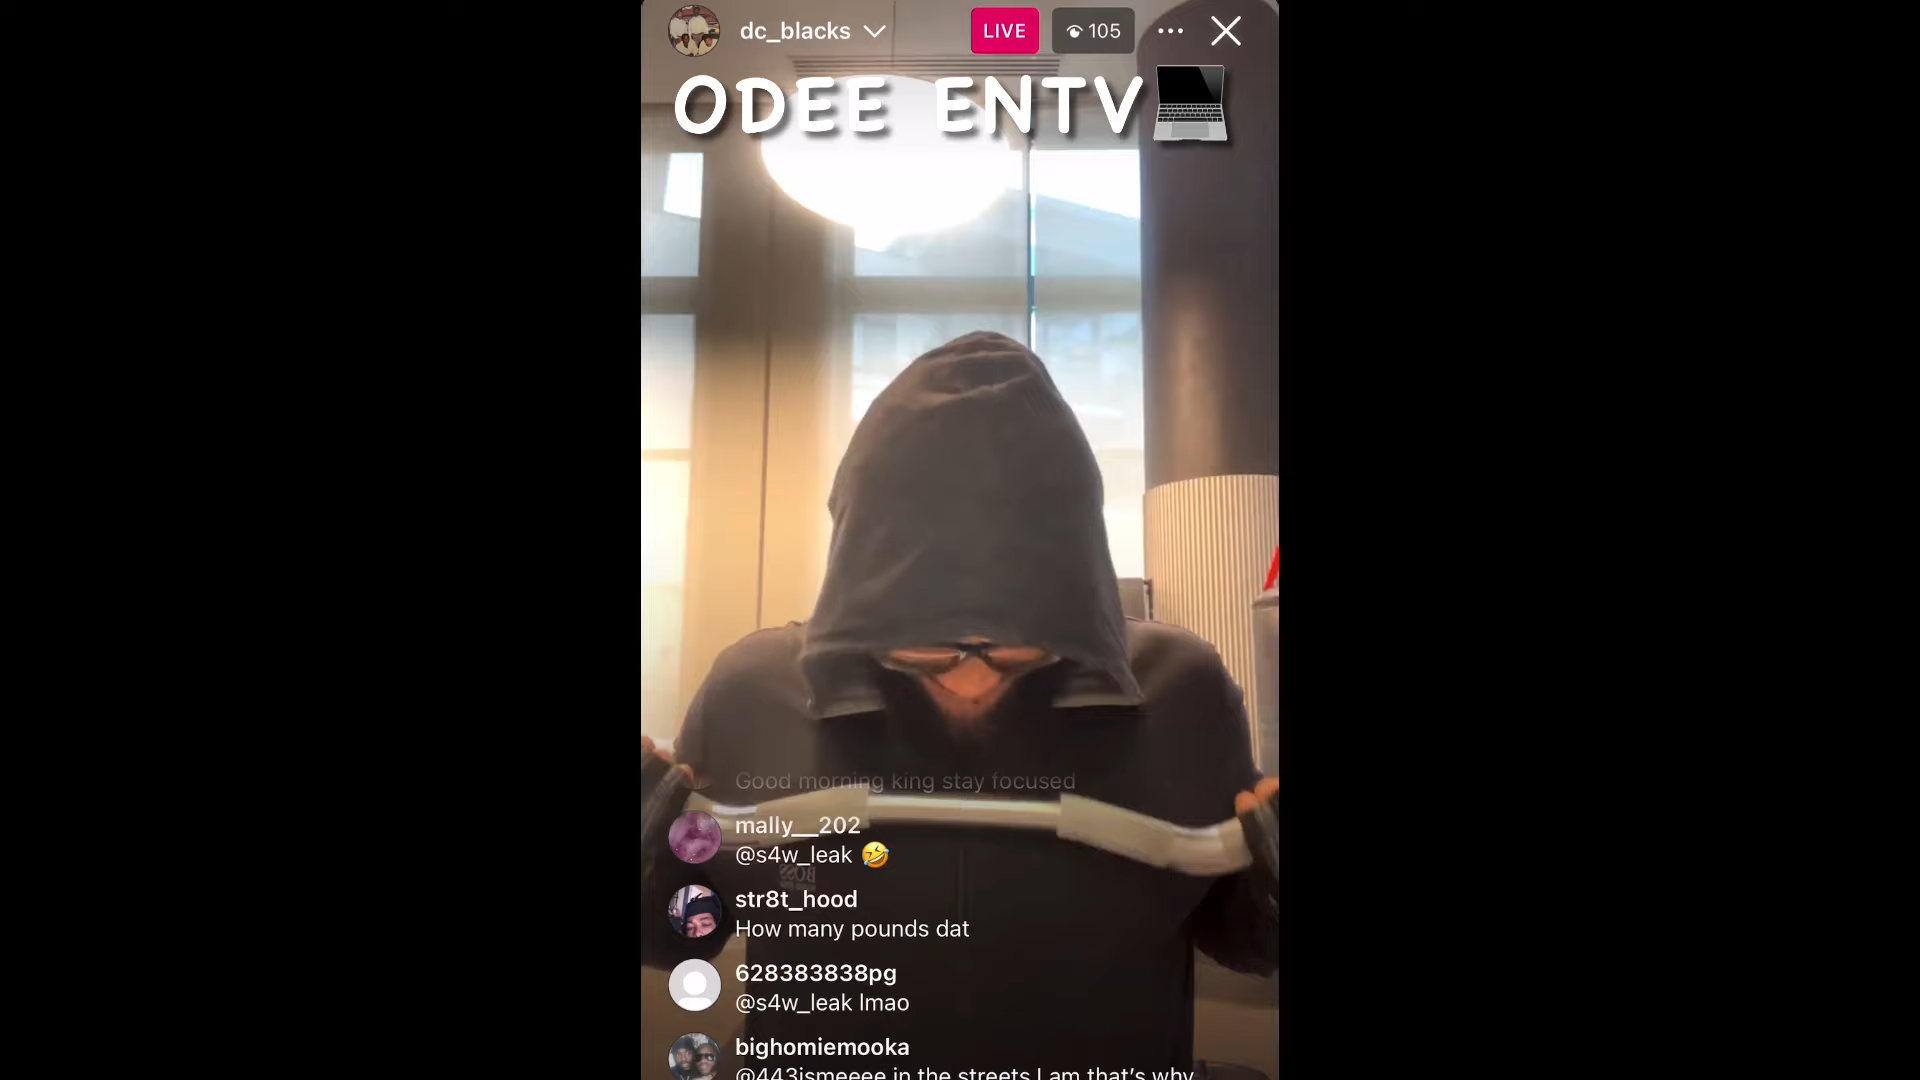 dc_blacks
LIVE
105
ODEE ENTV
Good morning king stay focused
mally__202
@s4w_leak 🤣
BOSS
str8t_hood
How many pounds dat
628383838pg
@s4w_leak lmao
bighomiemooka
@443ismeeee in the streets I am that's why